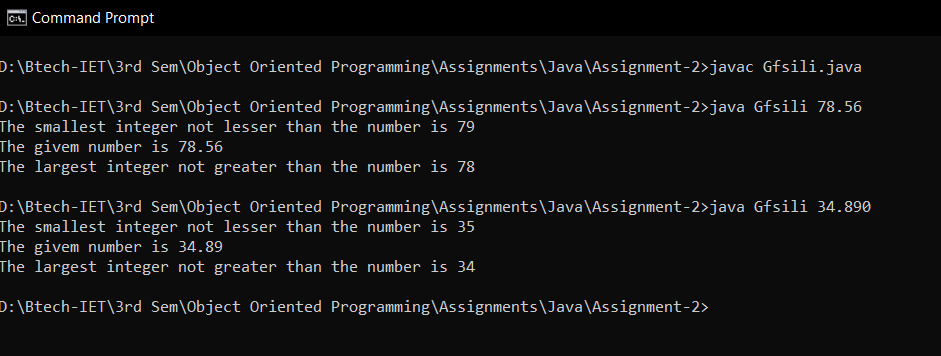 Command Prompt
D:\Btech-IET\3rd Sem\Object Oriented Programming\Assignments\Java\Assignment-2>javac Gfsili.java
D:\Btech-IET\3rd Sem\Object Oriented Programming\Assignments\Java\Assignment-2>java Gfsili 78.56
The smallest integer not lesser than the number is 79
The givem number is 78.56
The largest integer not greater than the number is 78
D:\Btech-IET\3rd Sem\Object Oriented Programming\Assignments\Java\Assignment-2>java Gfsili 34.890
The smallest integer not lesser than the number is 35
The givem number is 34.89
The largest integer not greater than the number is 34
D:\Btech-IET\3rd Sem\Object Oriented Programming\Assignments\Java\Assignment-2>